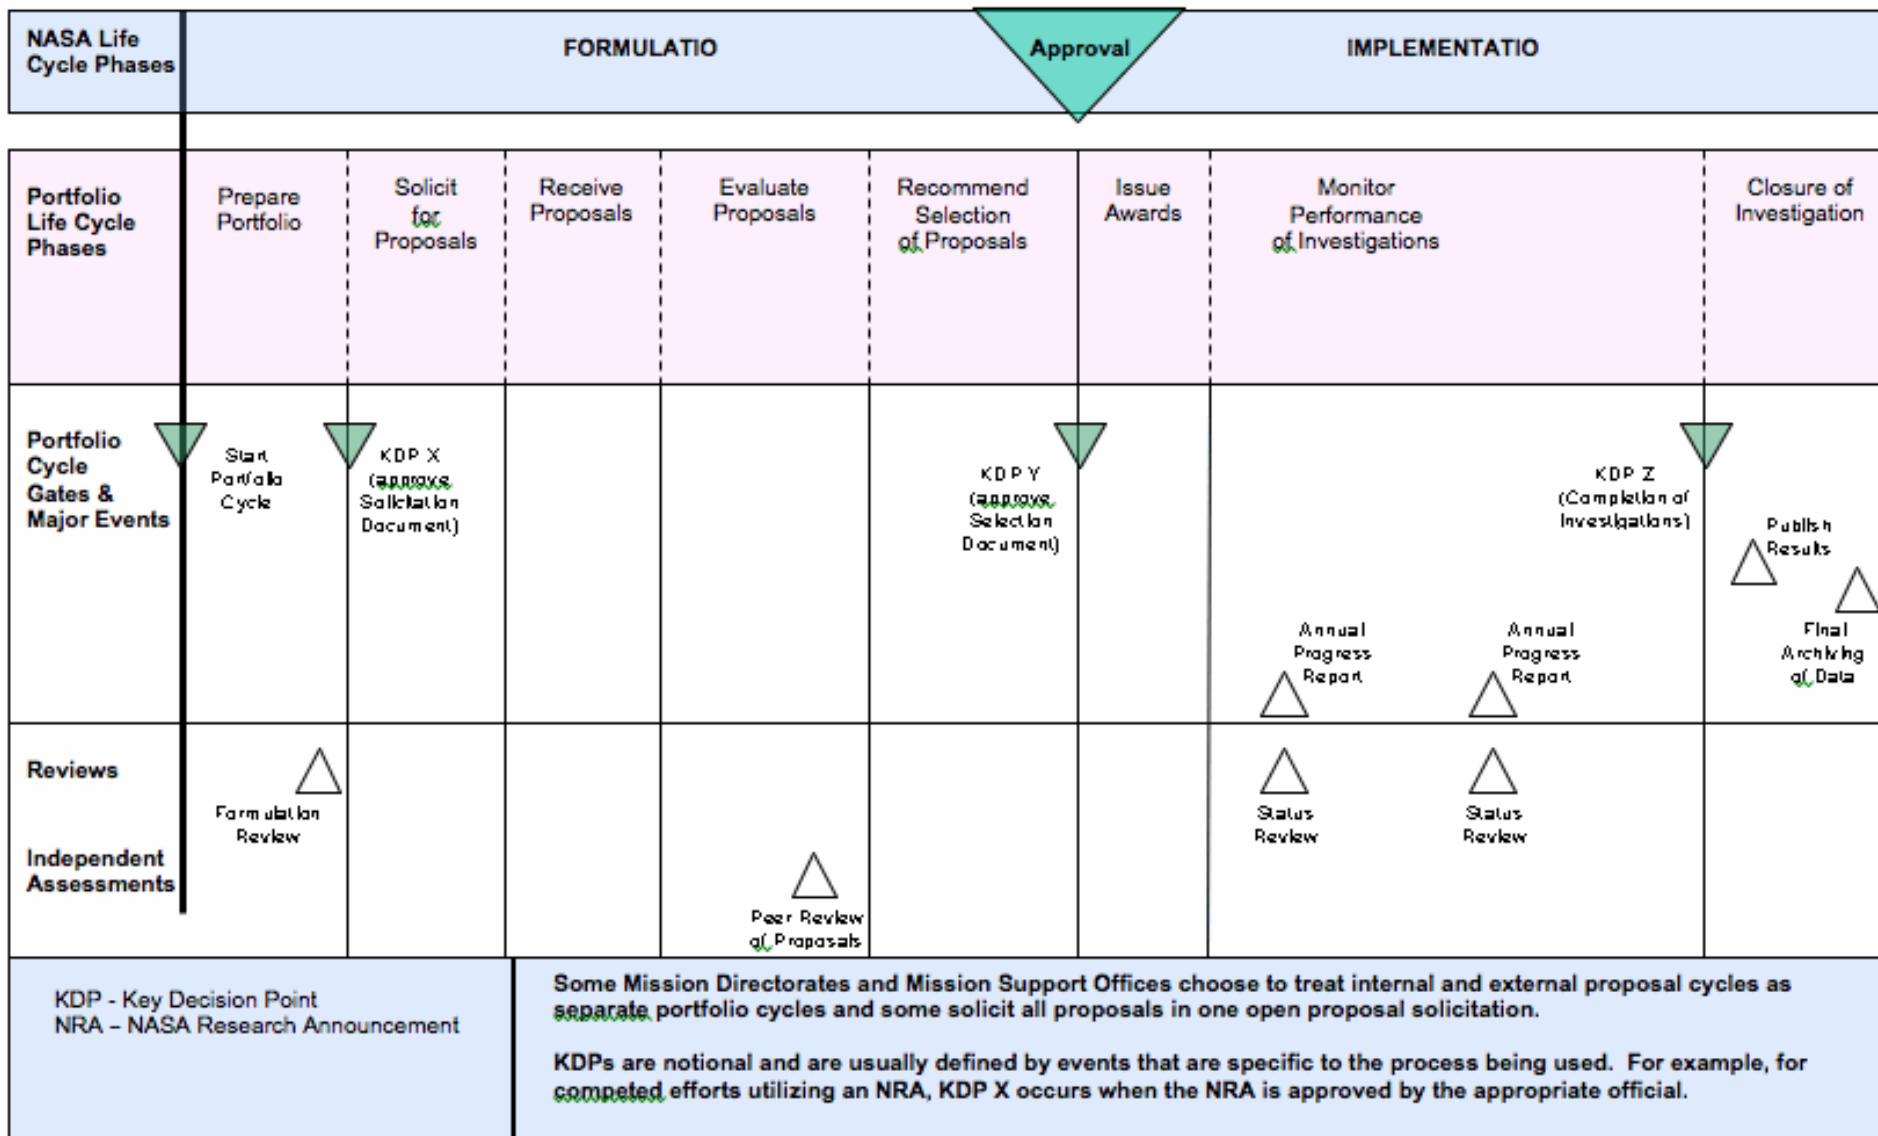 NASA Life
Cycle Phases
FORMULATIO
Approval
IMPLEMENTATIO
Portfolio
Life Cycle
Phases
Prepare
Portfolio
Solicit
for
Proposals
Receive
Proposals
Evaluate
Proposals
Recommend
Selection
of Proposals
Issue
Awards
Monitor
Performance
of Investigations
Closure of
Investigation
Portfolio
Cycle
Gates &
Major Events
Start
Portfolio
Cycle
KDP X
(approve
Solicitation
Document)
KDP Y
(approve
Selection
Document)
KDP Z
(Completion of
Investigations)
Publish
Results
Annual
Progress
Report
Annual
Progress
Report
Final
Archiving
of Data
Reviews
Formulation
Review
Status
Review
Status
Review
Independent
Assessments
Peer Review
of Proposals
KDP - Key Decision Point
NRA – NASA Research Announcement
Some Mission Directorates and Mission Support Offices choose to treat internal and external proposal cycles as
separate portfolio cycles and some solicit all proposals in one open proposal solicitation.
KDPs are notional and are usually defined by events that are specific to the process being used.  For example, for
competed efforts utilizing an NRA, KDP X occurs when the NRA is approved by the appropriate official.